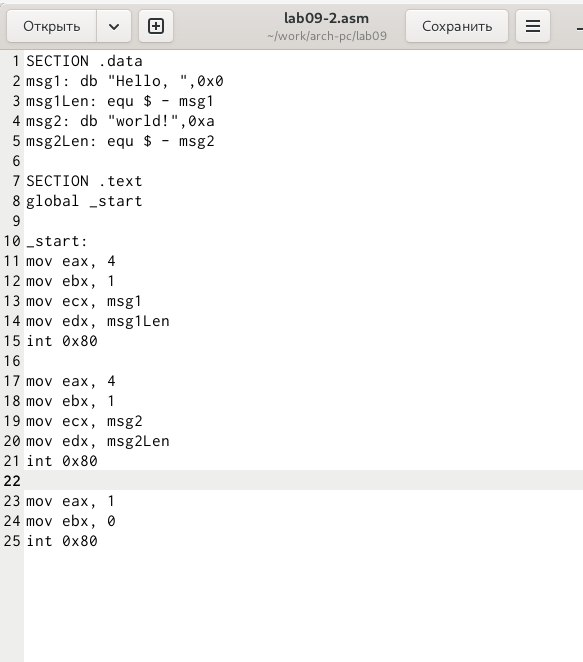 Открыть
lab09-2.asm
~/work/arch-pc/lab09
Сохранить
1 SECTION .data
2 msg1: db "Hello, ",0x0
3 msg1Len: equ $ - msg1
4 msg2: db "world!",0xa
5 msg2Len: equ $ - msg2
6
7 SECTION .text
8 global _start
9
10 _start:
11 mov eax, 4
12 mov ebx, 1
13 mov ecx, msg1
14 mov edx, msg1Len
15 int 0x80
16
17 mov eax, 4
18 mov ebx, 1
19 mov ecx, msg2
20 mov edx, msg2Len
21 int 0x80
22
23 mov eax, 1
24 mov ebx, 0
25 int 0x80